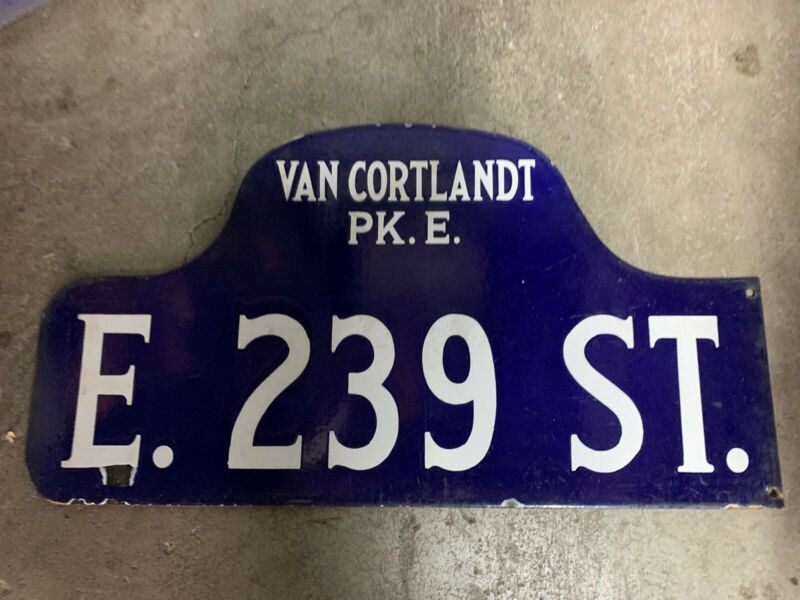 VAN CORTLANDT
PK. E.
E. 239 ST.